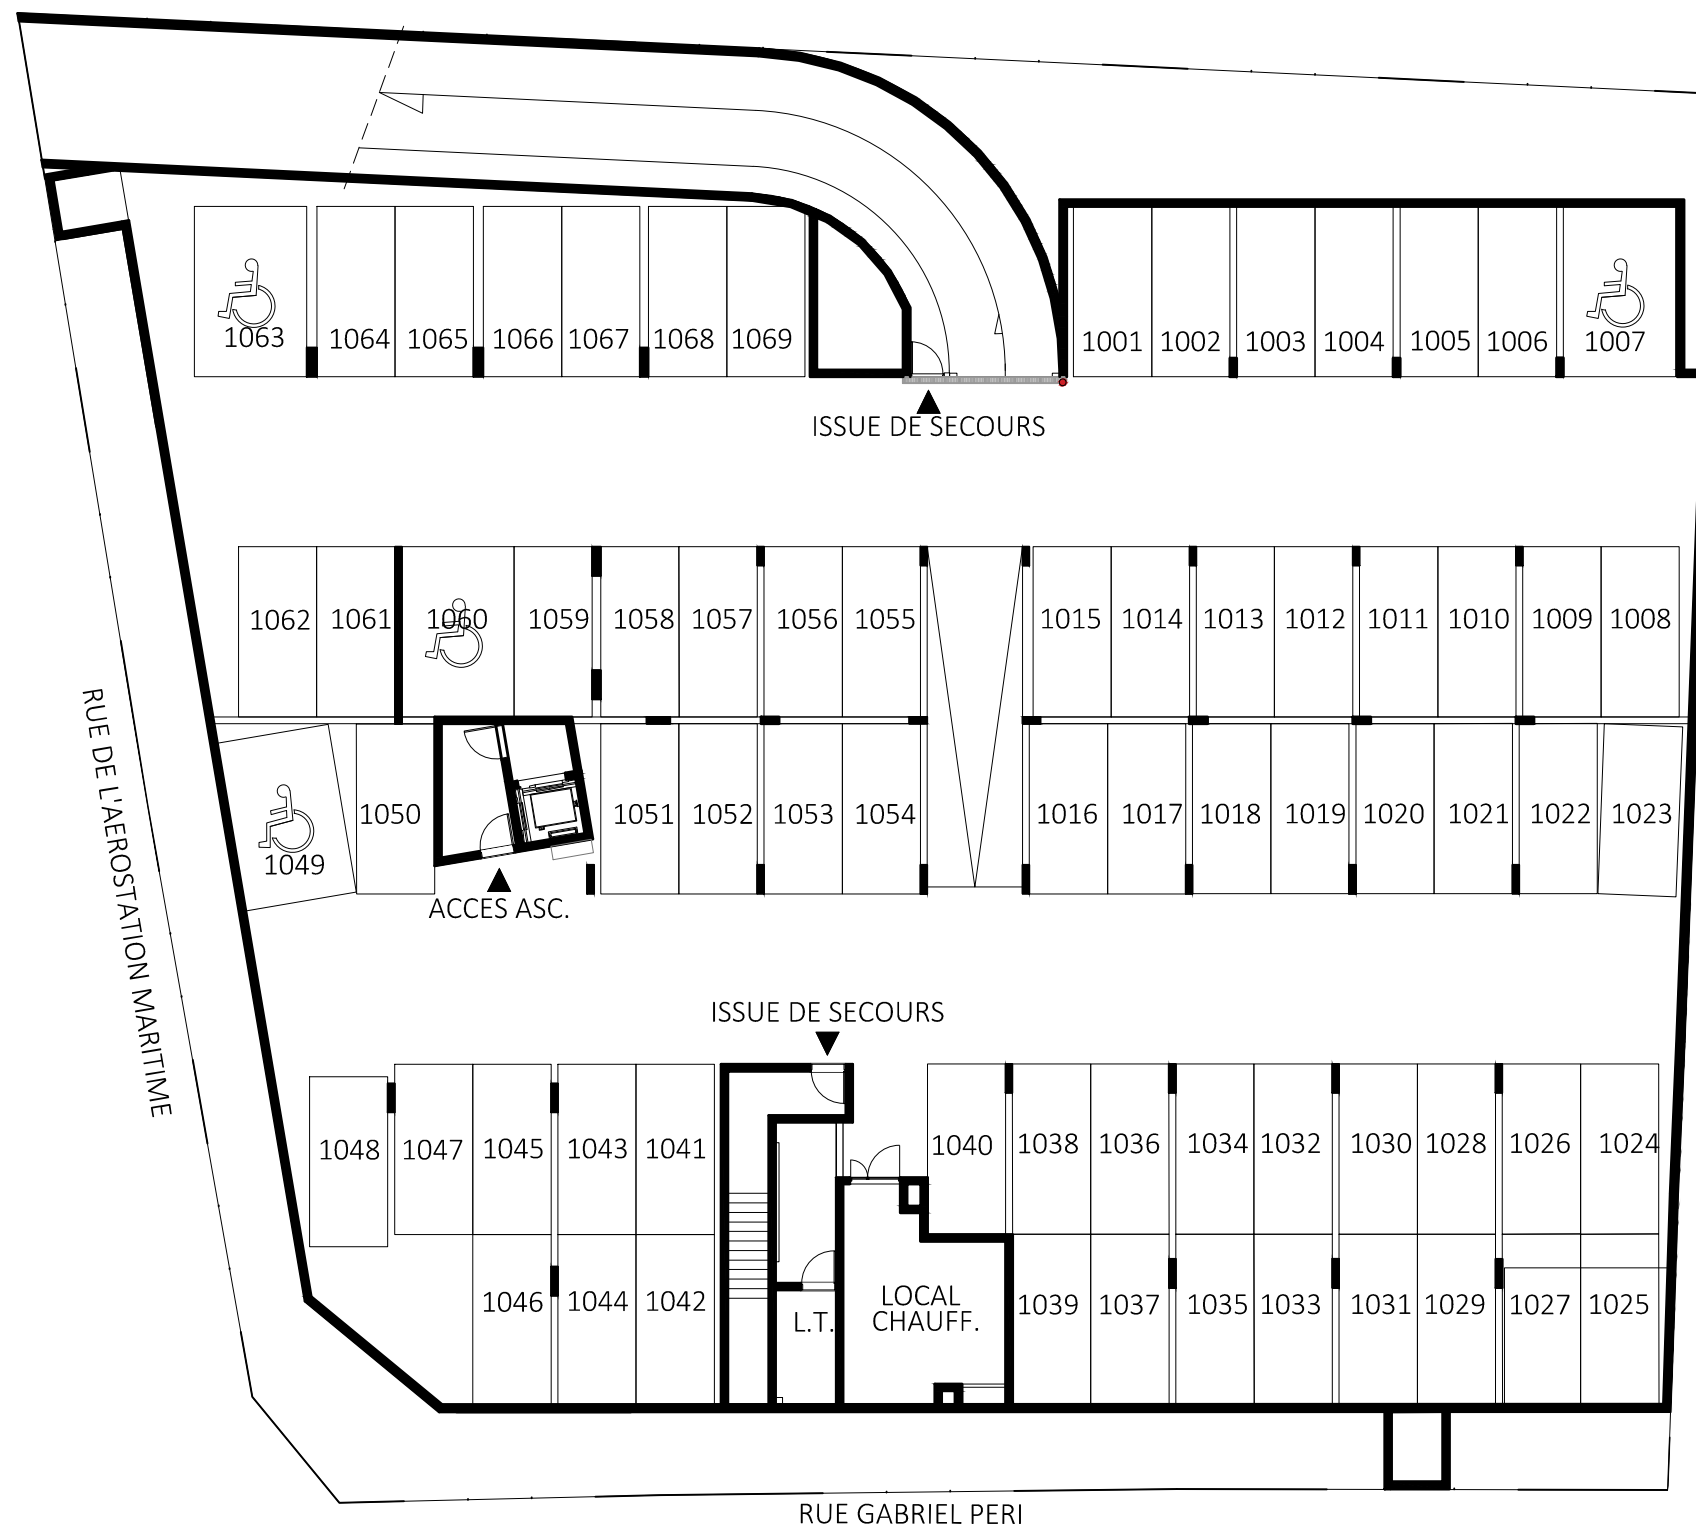 1063 1064 1065 1066 1067 1068 1069 1001 1002 1003 1004 1005 1006 1007
ISSUE DE SECOURS
1062 1061 1060 1059 1058 1057 1056 1055 1015 1014 1013 1012 1011 1010 1009 1008
RUE DE L'AEROSTATION MARITIME
1049 1050 1051 1052 1053 1054 1016 1017 1018 1019 1020 1021 1022 1023
ACCES ASC.
ISSUE DE SECOURS
1048 1047 1045 1043 1041 1040 1038 1036 1034 1032 1030 1028 1026 1024
1046 1044 1042 1039 1037 1035 1033 1031 1029 1027 1025
L.T.
LOCAL
CHAUFF.
RUE GABRIEL PERI